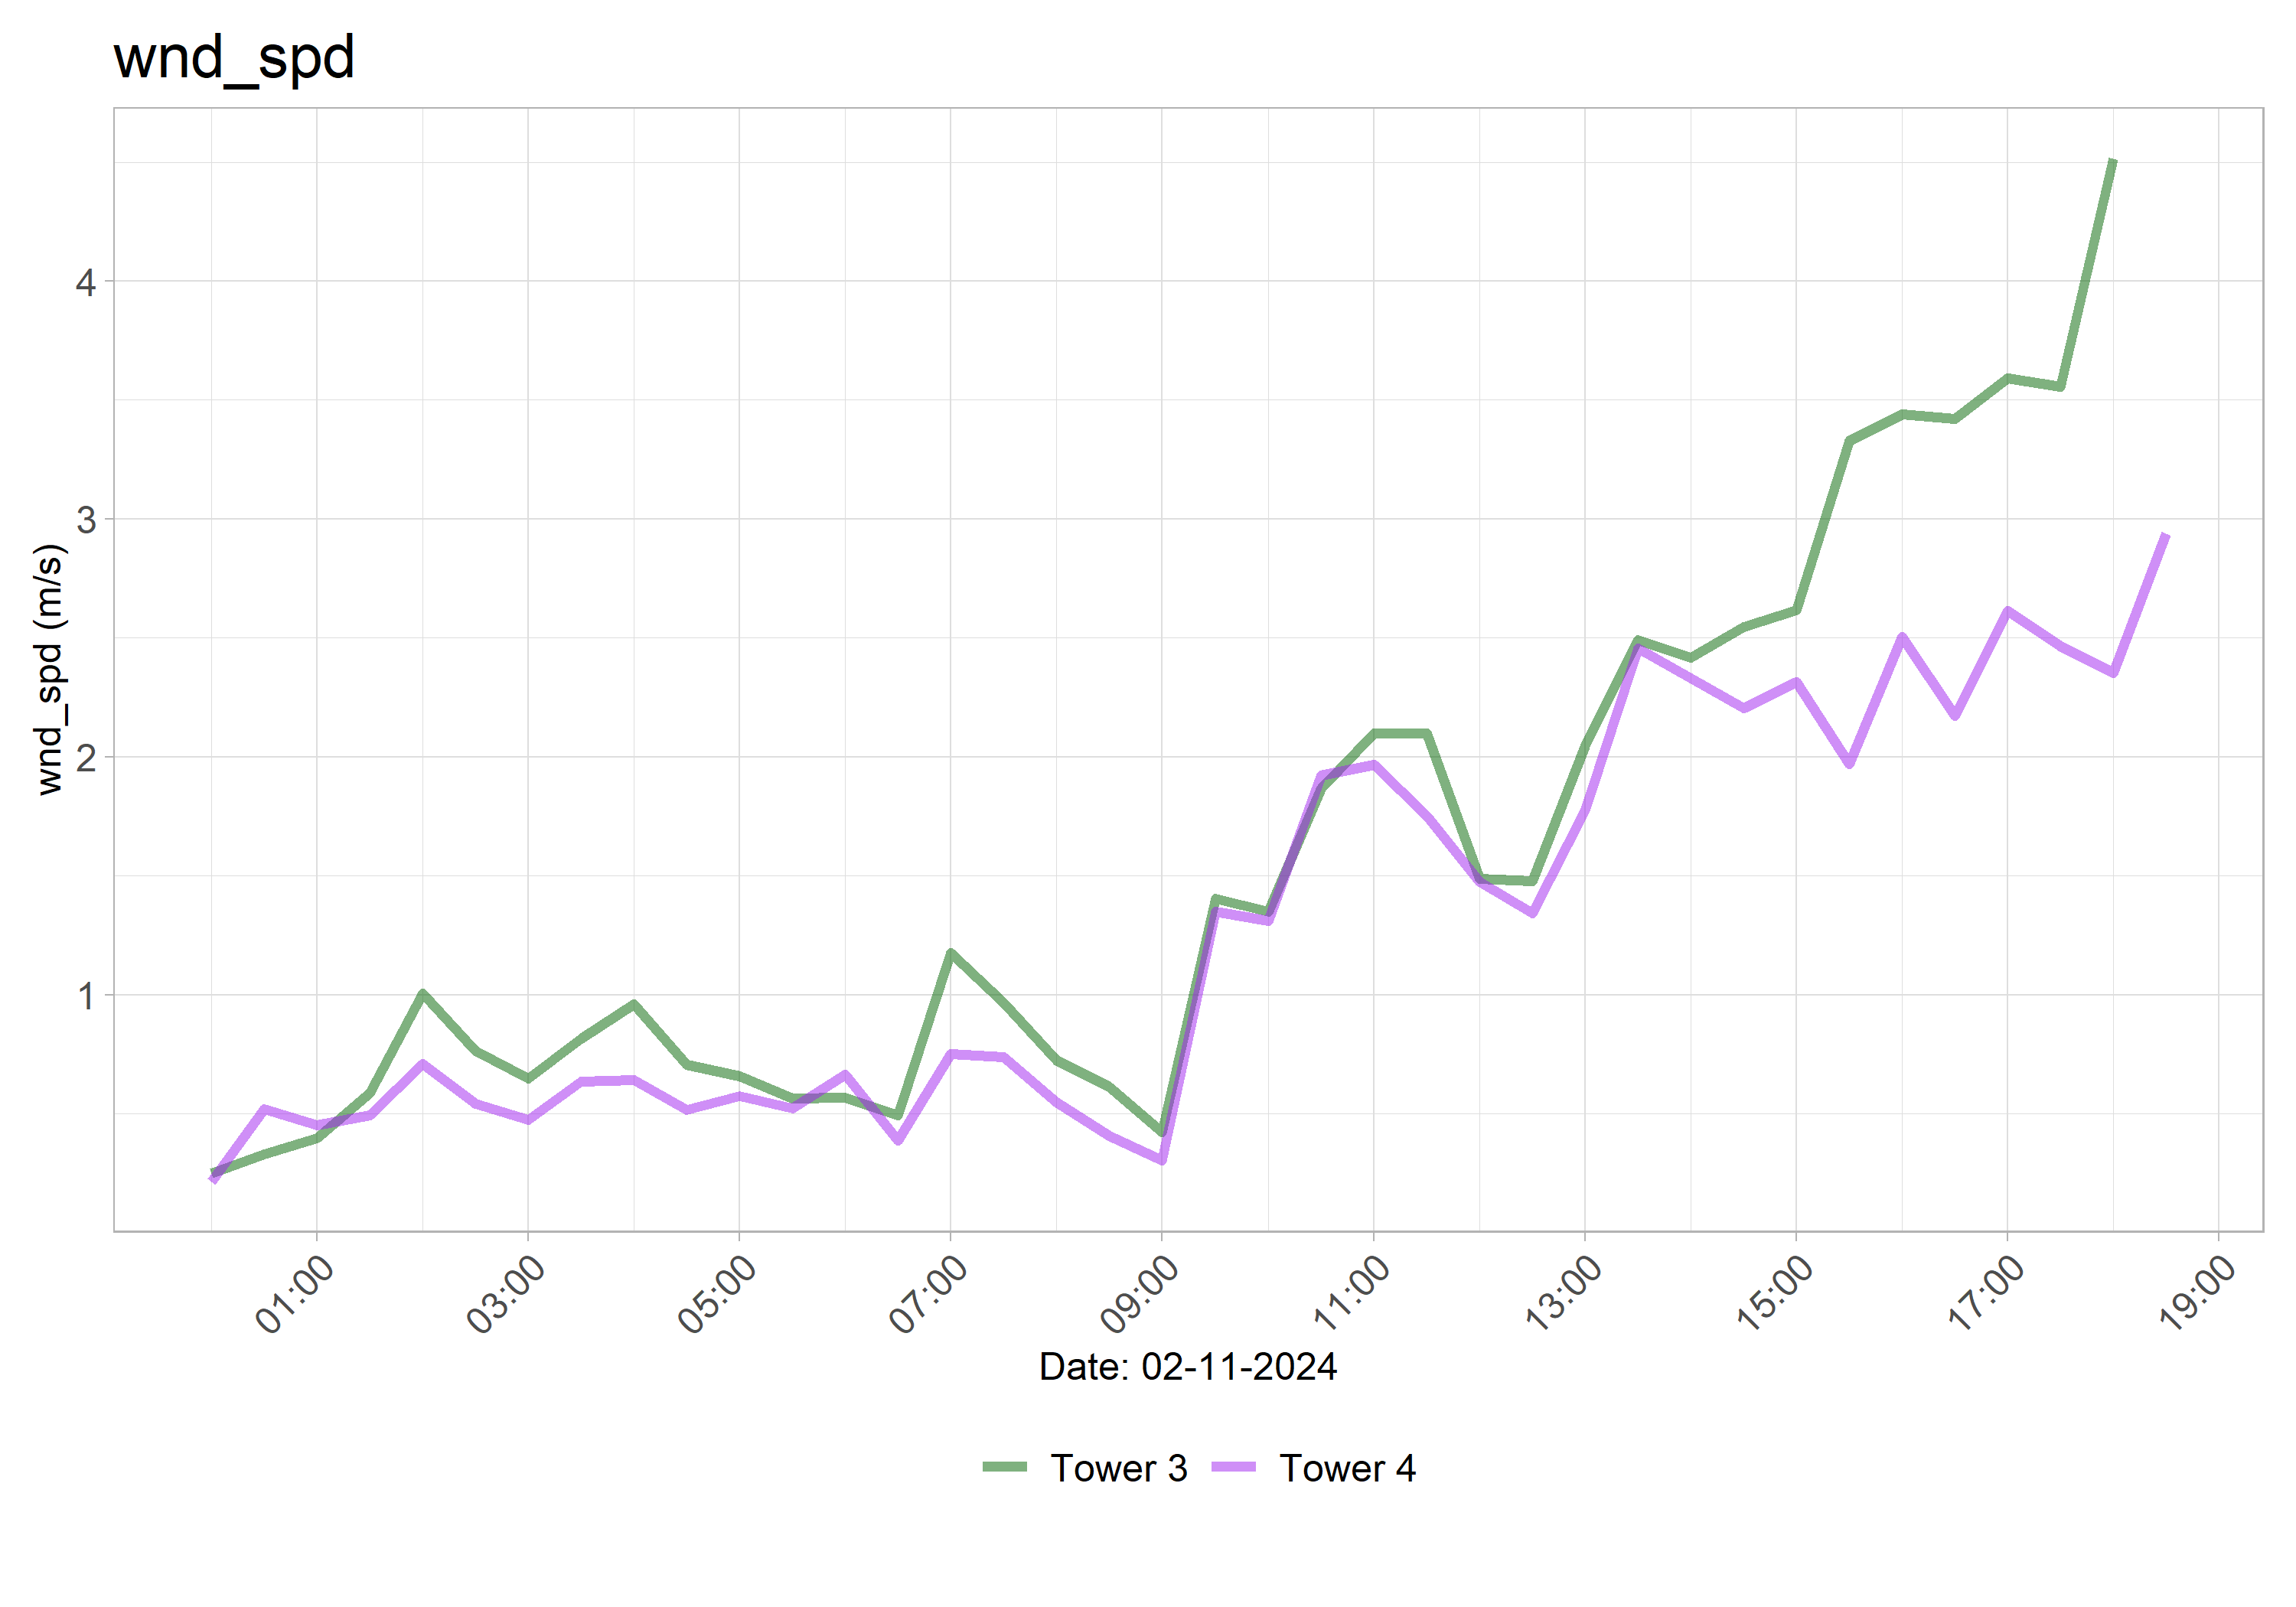 wnd_spd
wnd_spd (m/s)
4
3
2
1
01:00 03:00 05:00 07:00 09:00 11:00 13:00 15:00 17:00 19:00
Date: 02-11-2024
Tower 3 Tower 4